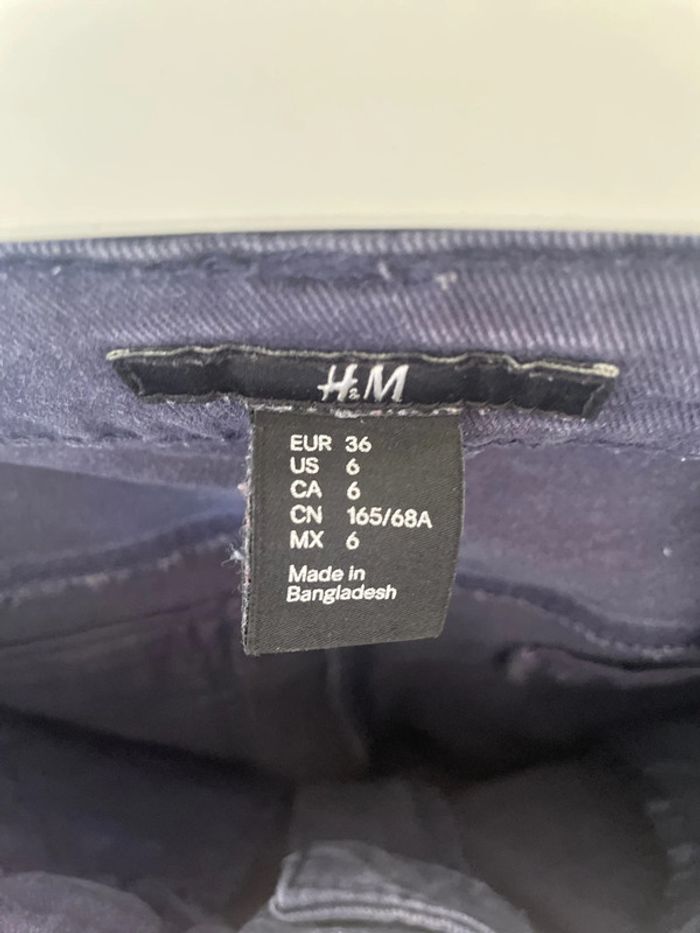 H&M
EUR 36
US 6
CA 6
CN 165/68A
MX 6
Made in
Bangladesh